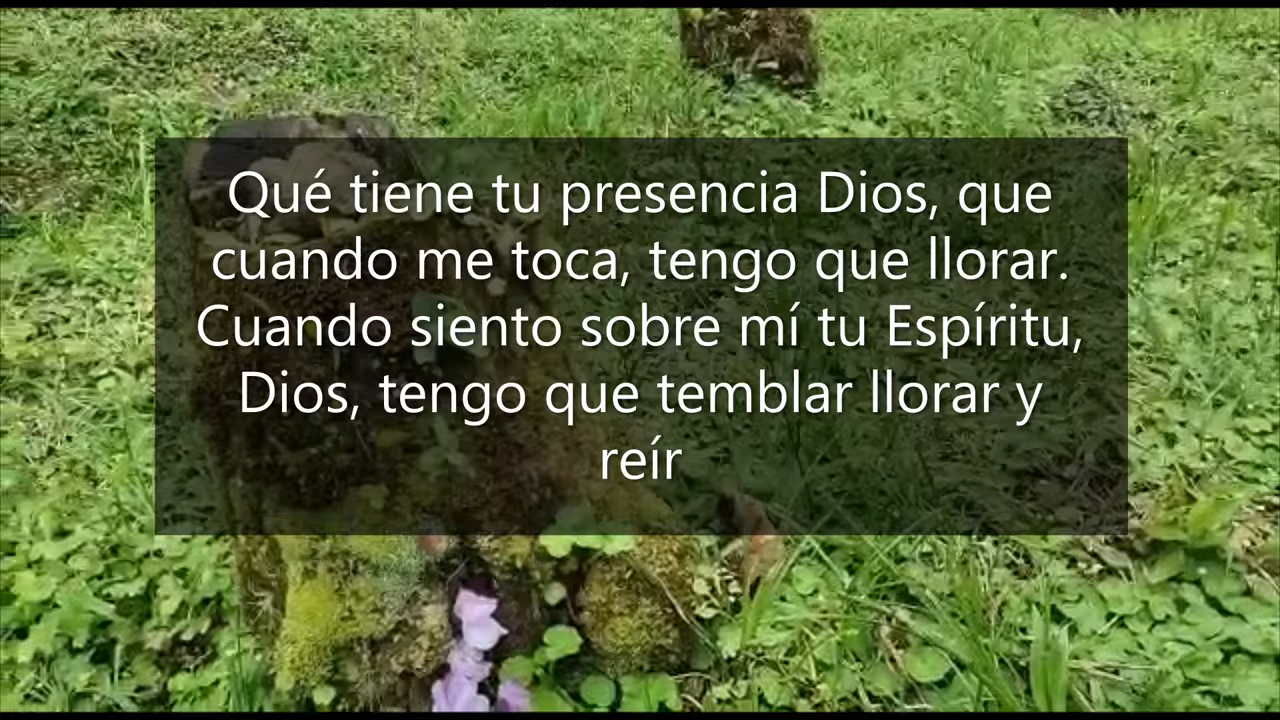 Qué tiene tu presencia Dios, que
cuando me toca, tengo que llorar.
Cuando siento sobre mí tu Espíritu,
Dios, tengo que temblar llorar y
reír